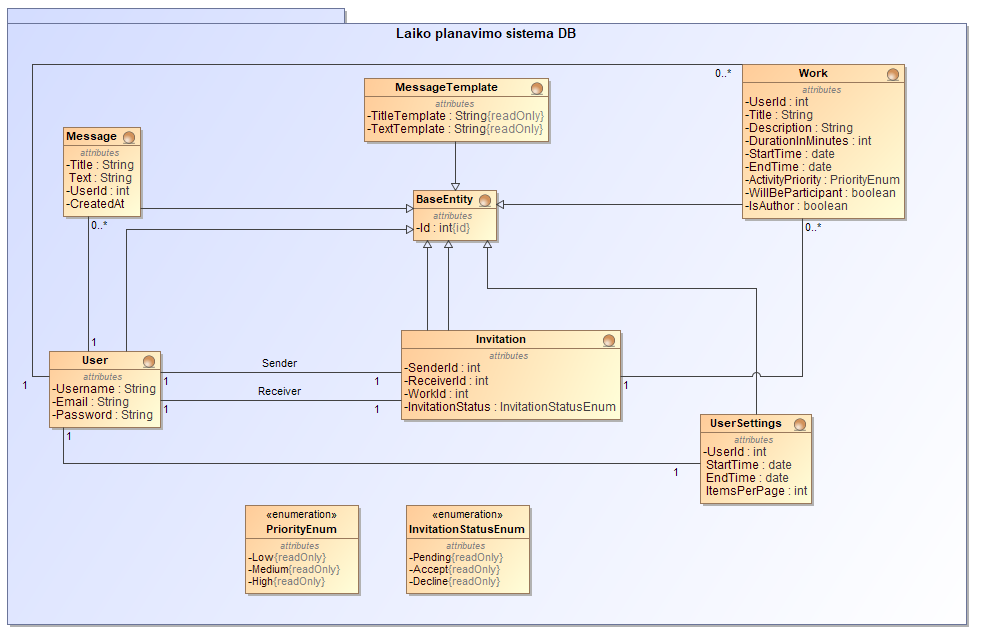 Laiko planavimo sistema DB
0..*
Work
attributes
-UserId : int
-Title : String
-Description : String
-DurationInMinutes : int
-StartTime : date
-EndTime : date
-ActivityPriority : PriorityEnum
-WillBeParticipant : boolean
-IsAuthor : boolean
0..*
MessageTemplate
attributes
-TitleTemplate : String{readOnly}
-TextTemplate : String{readOnly}
Message
attributes
-Title : String
Text : String
-UserId : int
-CreatedAt
0..*
BaseEntity
attributes
-Id : int{id}
1
1
User
attributes
-Username : String
-Email : String
-Password : String
1
Sender
1
1
Receiver
1
1
Invitation
attributes
-SenderId : int
-ReceiverId : int
-WorkId : int
-InvitationStatus : InvitationStatusEnum
1
1
UserSettings
attributes
-UserId : int
StartTime : date
EndTime : date
ItemsPerPage : int
«enumeration»
PriorityEnum
attributes
-Low{readOnly}
-Medium{readOnly}
-High{readOnly}
«enumeration»
InvitationStatusEnum
attributes
-Pending{readOnly}
-Accept{readOnly}
-Decline{readOnly}